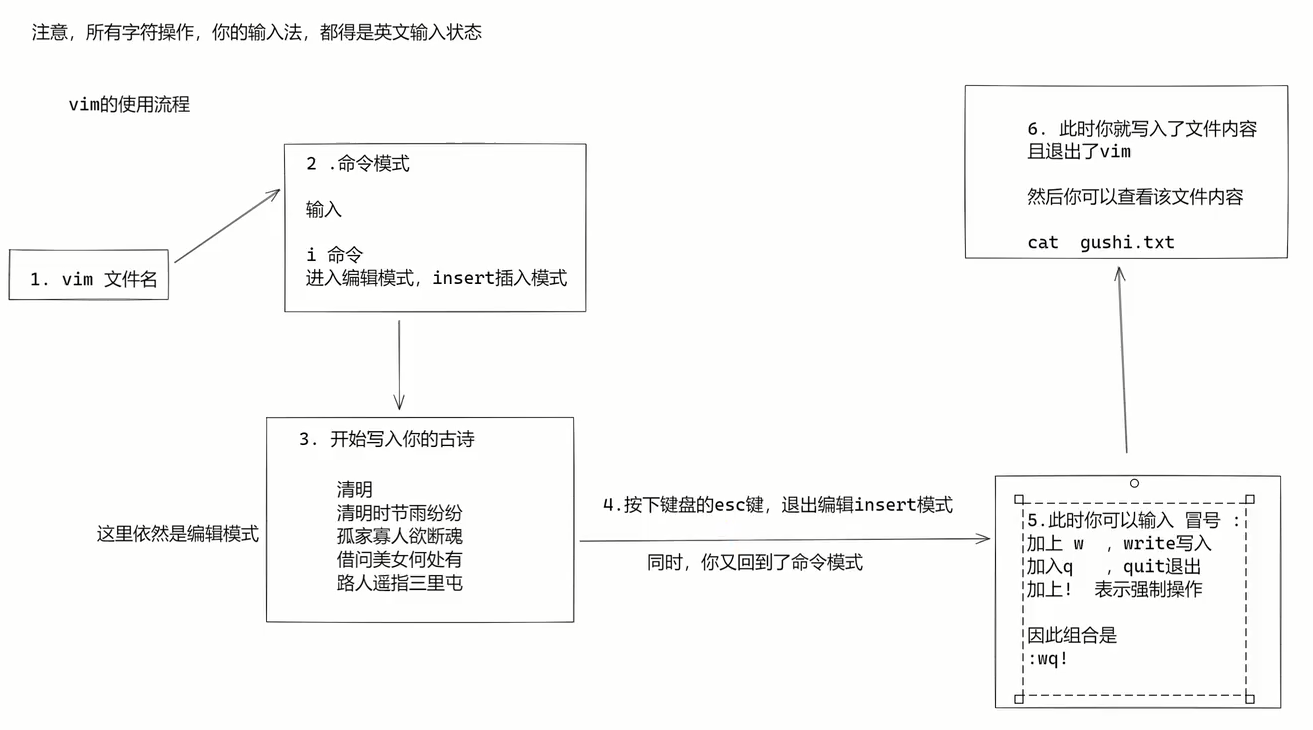 注意，所有字符操作，你的输入法，都得是英文输入状态
vim的使用流程
1. vim 文件名
2 .命令模式
输入
i 命令
进入编辑模式，insert插入模式
3. 开始写入你的古诗
清明
清明时节雨纷纷
孤家寡人欲断魂
借问美女何处有
路人遥指三里屯
这里依然是编辑模式
4.按下键盘的esc键，退出编辑insert模式
同时，你又回到了命令模式
5.此时你可以输入 冒号 :
加上 w ，write写入
加入q ，quit退出
加上! 表示强制操作
因此组合是
:wq!
6. 此时你就写入了文件内容
且退出了vim
然后你可以查看该文件内容
cat gushi.txt